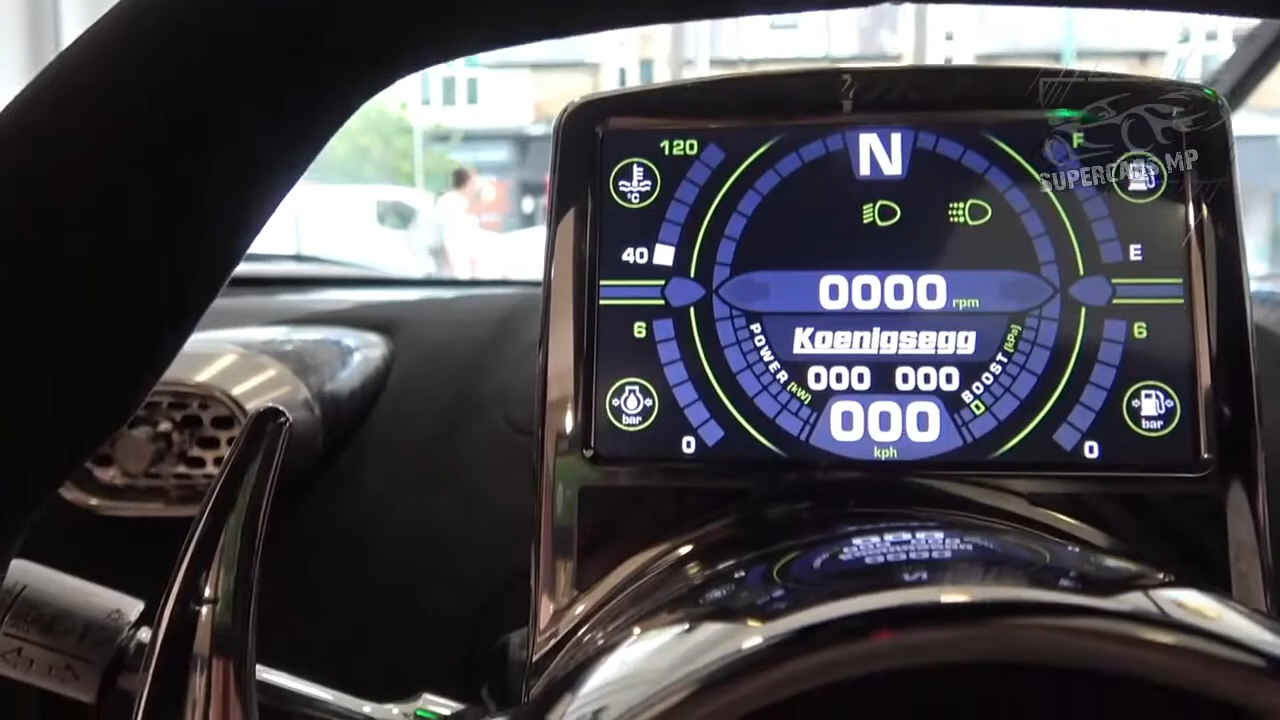 120
N
F
SUPERCARS MP
°C
40
E
0000 rpm
6
Koenigsegg
6
POWER (kW)
000 000
BOOST (kPa)
0
bar
000
bar
0
kph
0